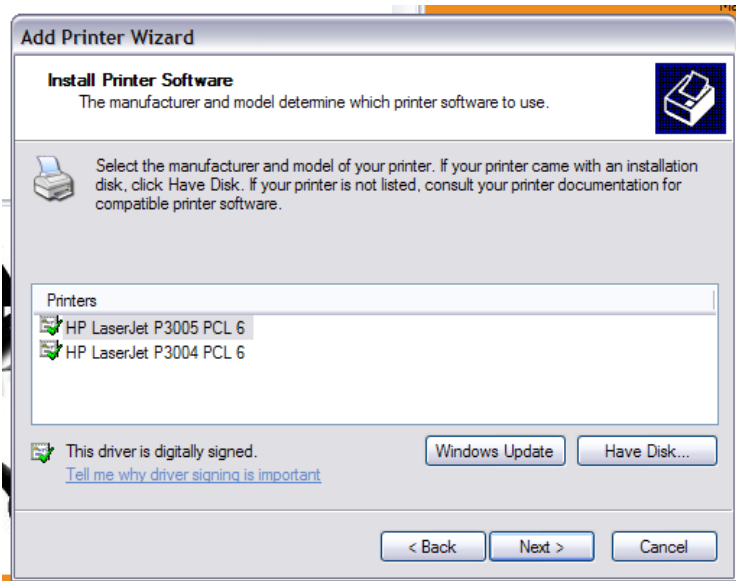 Add Printer Wizard
Install Printer Software
The manufacturer and model determine which printer software to use.
Select the manufacturer and model of your printer. If your printer came with an installation
disk, click Have Disk. If your printer is not listed, consult your printer documentation for
compatible printer software.
Printers
HP LaserJet P3005 PCL 6
HP LaserJet P3004 PCL 6
This driver is digitally signed.
Windows Update
Have Disk...
Tell me why driver signing is important
< Back
Next >
Cancel